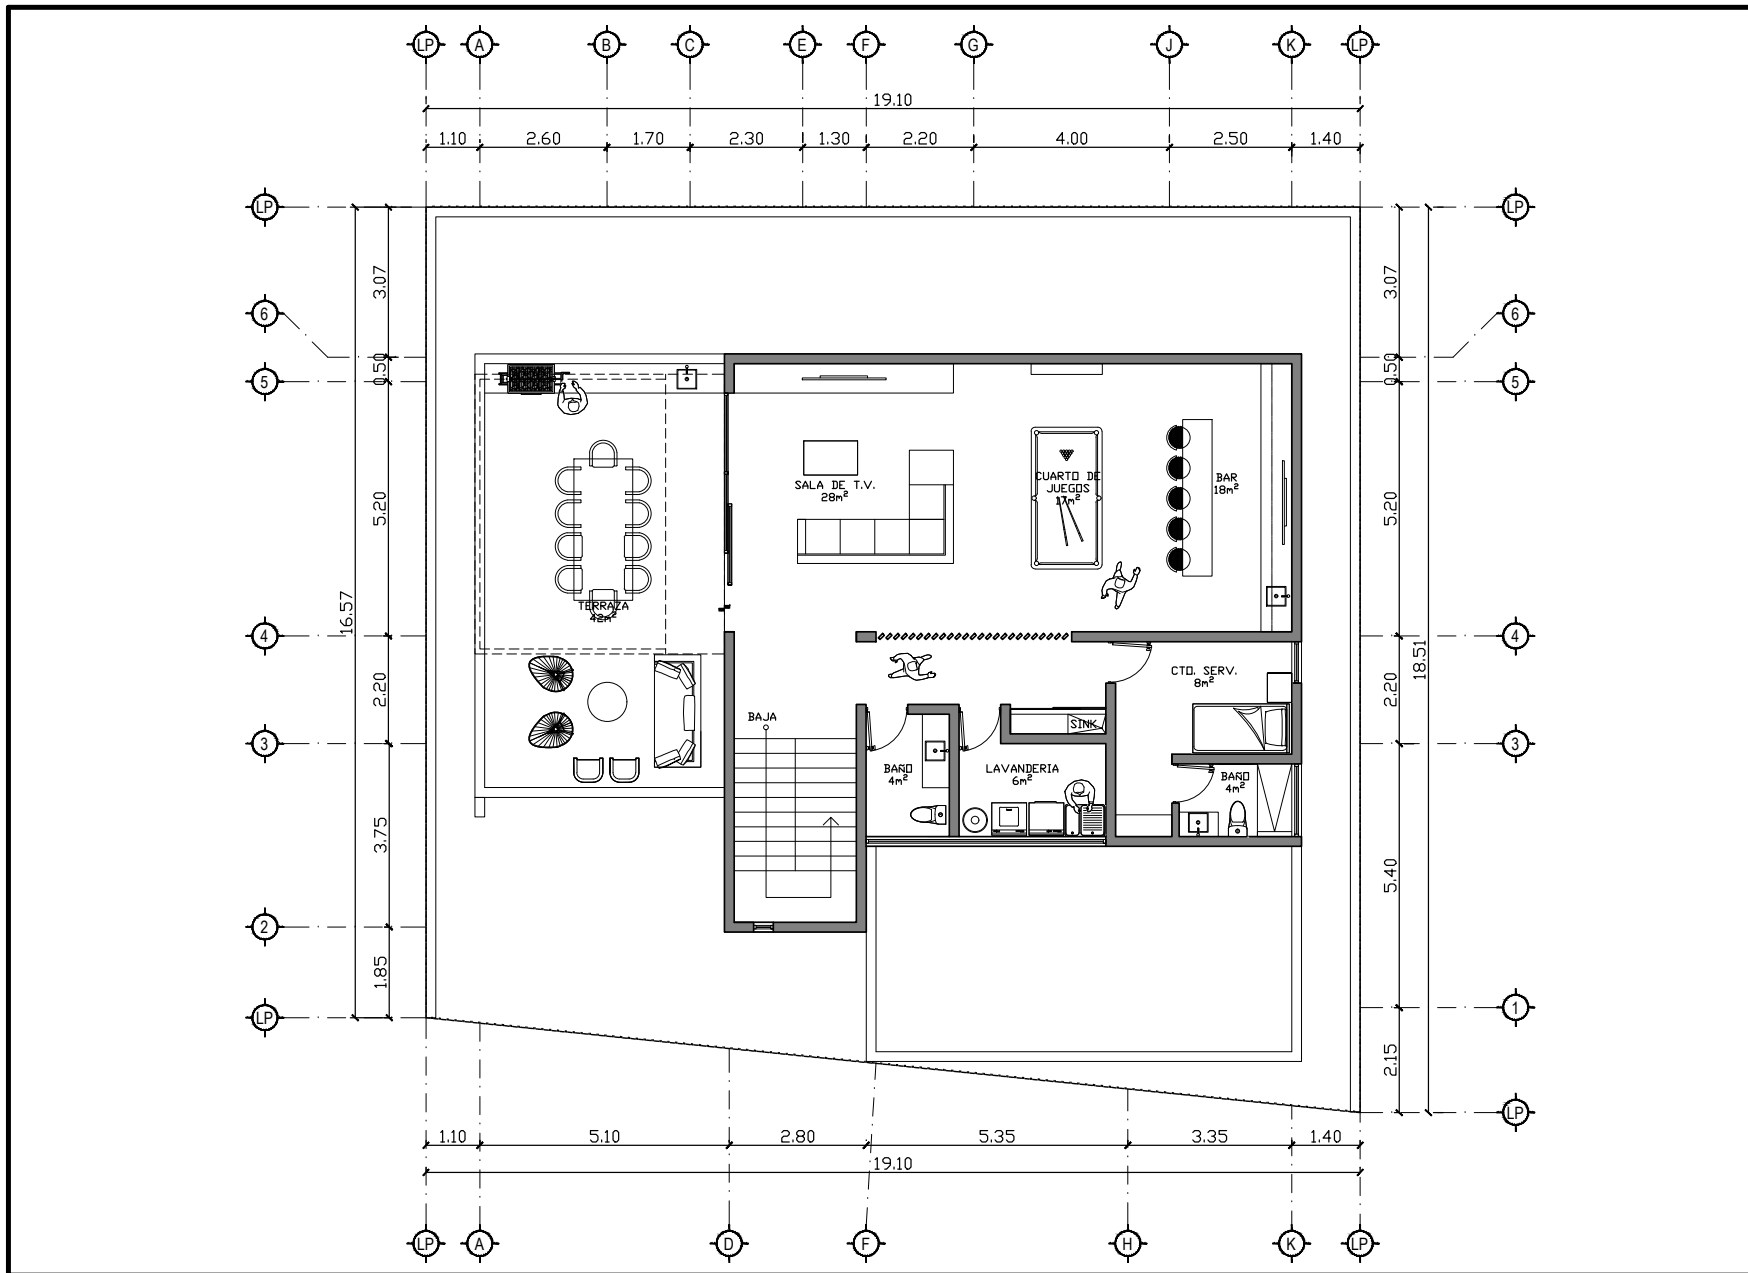 LP A B C E F G J K LP
19.10
1.10 2.60 1.70 2.30 1.30 2.20 4.00 2.50 1.40
LP LP
3.07 3.07
6 6
0.50 0.50
5 5
SALA DE T.V.
28m²
CUARTO DE
JUEGOS
17m²
BAR
18m²
5.20 5.20
TERRAZA
42m²
16.57
4 4
18.51
CTO. SERV.
8m²
2.20 2.20
BAJA
SINK
3 3
BAÑO
4m²
LAVANDERIA
6m²
BAÑO
4m²
3.75
5.40
2
1.85
LP
1
2.15
LP
1.10 5.10 2.80 5.35 3.35 1.40
19.10
LP A D F H K LP